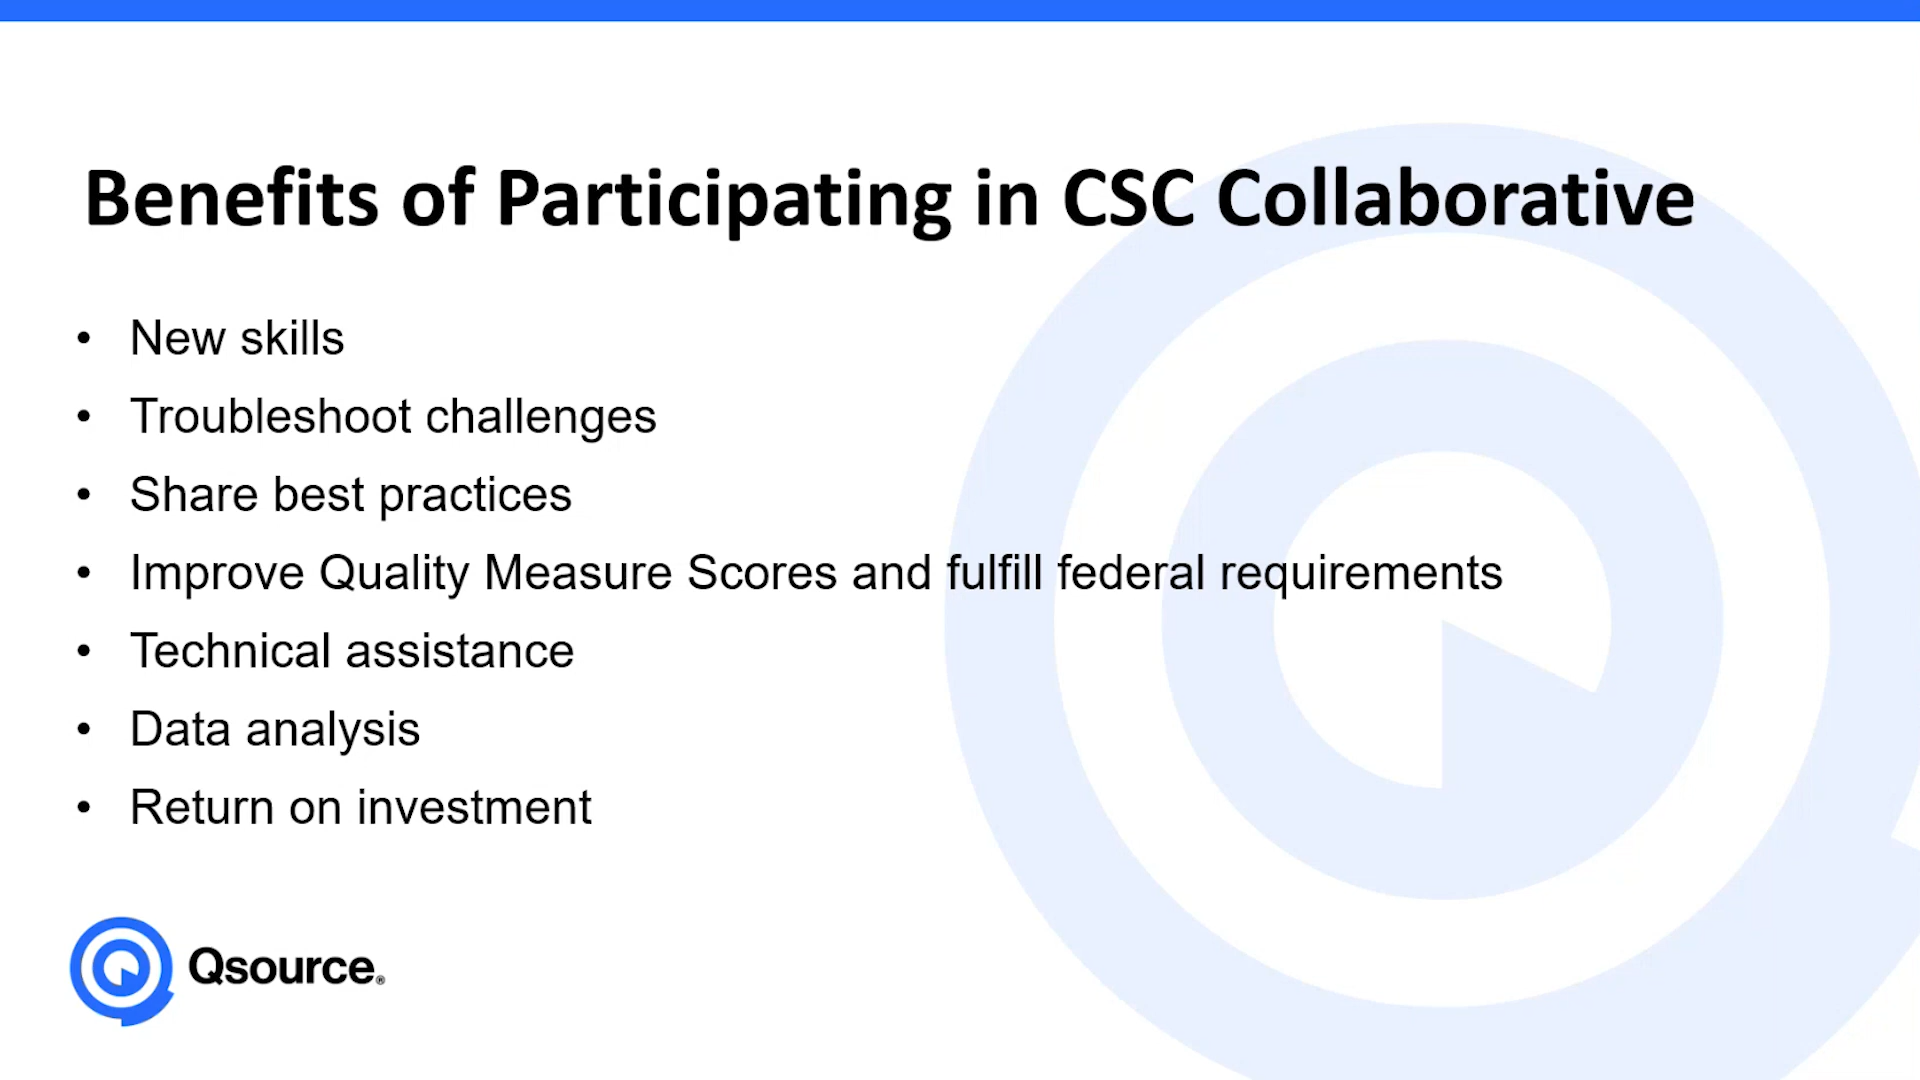 Benefits of Participating in CSC Collaborative
• New skills
• Troubleshoot challenges
• Share best practices
• Improve Quality Measure Scores and fulfill federal requirements
• Technical assistance
• Data analysis
• Return on investment
Qsource®